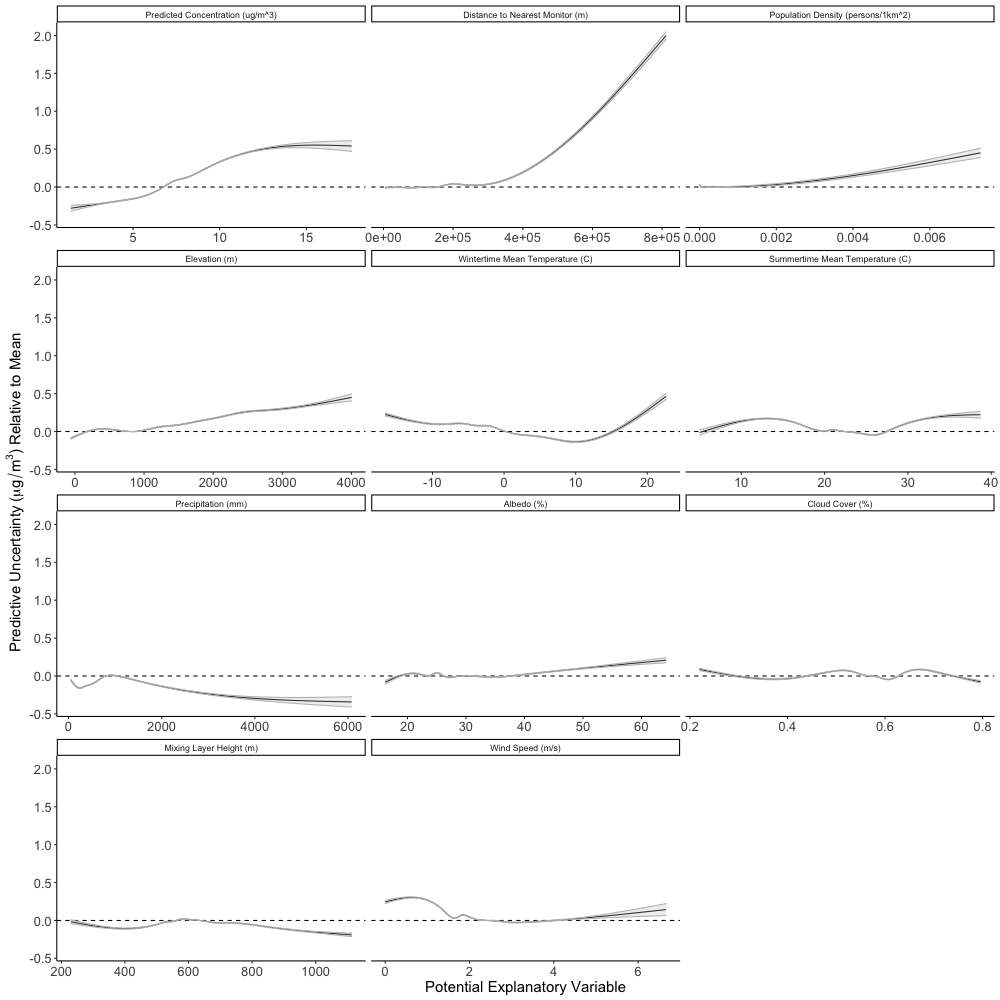 Predicted Concentration (ug/m^3) Distance to Nearest Monitor (m) Population Density (persons/1km^2)
2.0
1.5
1.0
0.5
0.0
-0.5
5 10 15 0e+00 2e+05 4e+05 6e+05 8e+05 0.000 0.002 0.004 0.006
Elevation (m) Wintertime Mean Temperature (C) Summertime Mean Temperature (C)
2.0
1.5
1.0
0.5
0.0
-0.5
0 1000 2000 3000 4000 -10 0 10 20 10 20 30 40
Predictive Uncertainty (μg/m³) Relative to Mean
Precipitation (mm) Albedo (%) Cloud Cover (%)
2.0
1.5
1.0
0.5
0.0
-0.5
0 2000 4000 6000 20 30 40 50 60 0.2 0.4 0.6 0.8
Mixing Layer Height (m) Wind Speed (m/s)
2.0
1.5
1.0
0.5
0.0
-0.5
200 400 600 800 1000 0 2 4 6
Potential Explanatory Variable